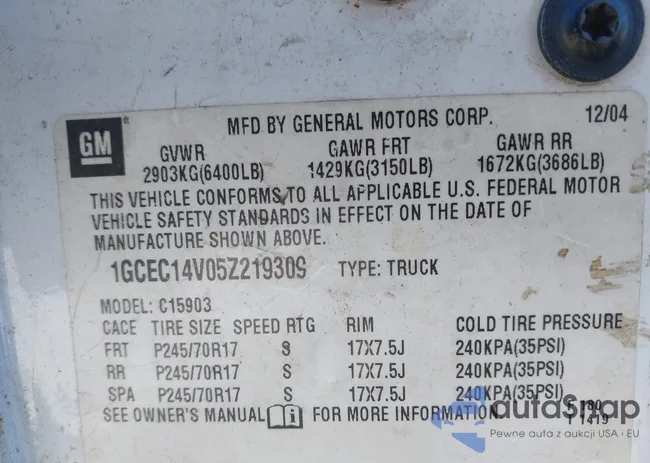 GM
MFD BY GENERAL MOTORS CORP. 12/04
GVWR GAWR FRT GAWR RR
2903KG(6400LB) 1429KG(3150LB) 1672KG(3686LB)
THIS VEHICLE CONFORMS TO ALL APPLICABLE U.S. FEDERAL MOTOR
VEHICLE SAFETY STANDARDS IN EFFECT ON THE DATE OF
MANUFACTURE SHOWN ABOVE.
1GCEC14V05Z219309 TYPE: TRUCK
MODEL: C15903
CACE TIRE SIZE SPEED RTG RIM COLD TIRE PRESSURE
FRT P245/70R17 S 17X7.5J 240KPA(35PSI)
RR P245/70R17 S 17X7.5J 240KPA(35PSI)
SPA P245/70R17 S 17X7.5J 240KPA(35PSI)
SEE OWNER'S MANUAL i FOR MORE INFORMATION
autoSnap
Pewne auta z aukcji USA i EU